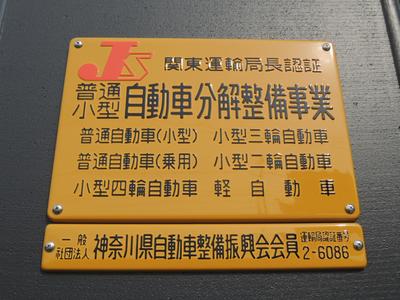 JS 関東運輸局長認証
普通 小型 自動車分解整備事業
普通自動車(小型) 小型三輪自動車
普通自動車(乗用) 小型二輪自動車
小型四輪自動車 軽自動車
一般社団法人 神奈川県自動車整備振興会会員 運輸局認証番号 2-6086